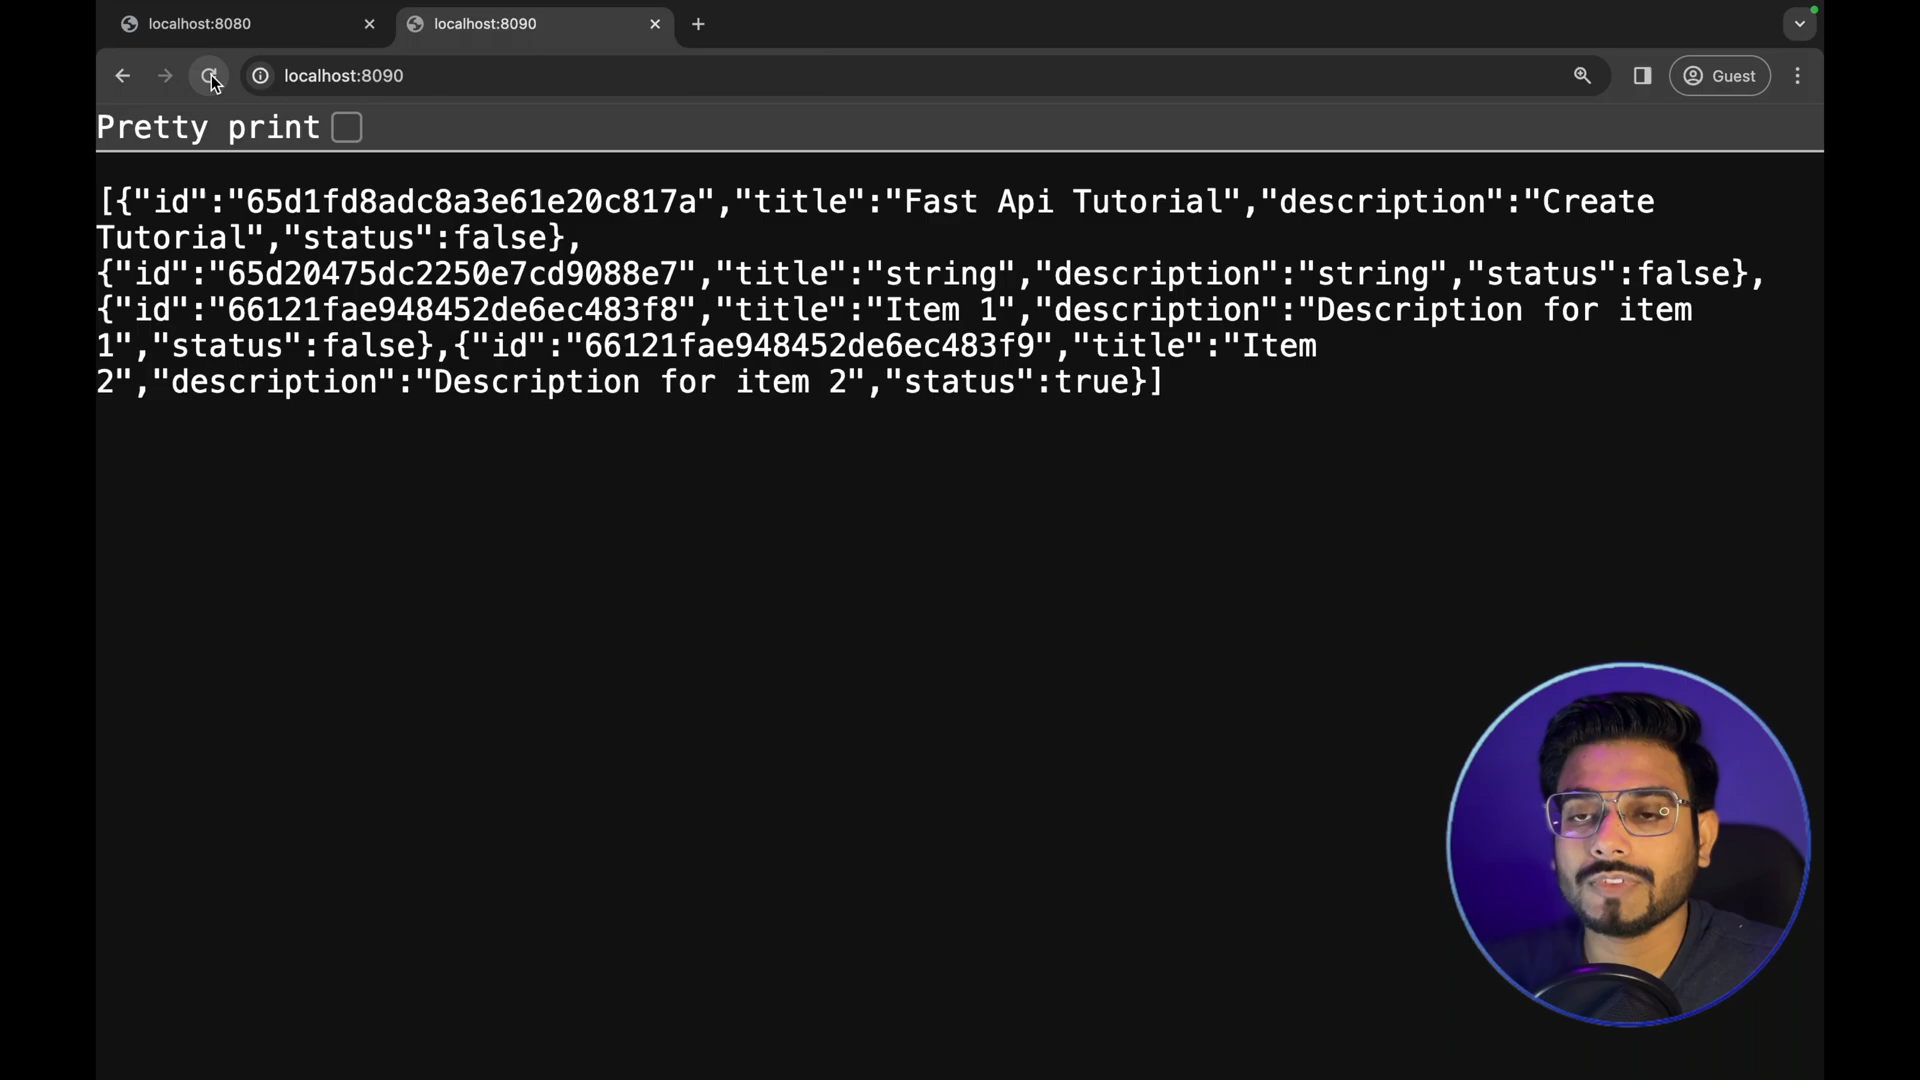 localhost:8080
localhost:8090
localhost:8090
Guest
Pretty print
[{"id":"65d1fd8adc8a3e61e20c817a","title":"Fast Api Tutorial","description":"Create
Tutorial","status":false},
{"id":"65d20475dc2250e7cd9088e7","title":"string","description":"string","status":false},
{"id":"66121fae948452de6ec483f8","title":"Item 1","description":"Description for item
1","status":false},{"id":"66121fae948452de6ec483f9","title":"Item
2","description":"Description for item 2","status":true}]